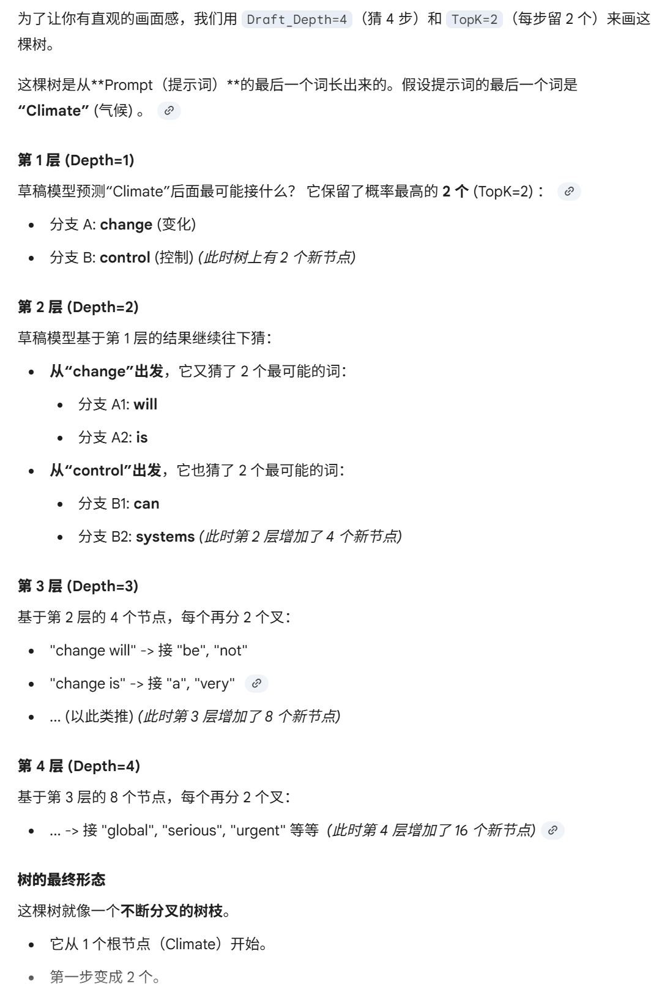 为了让你有直观的画面感，我们用 Draft_Depth=4（猜 4 步）和 TopK=2（每步留 2 个）来画这
棵树。
这棵树是从**Prompt（提示词）**的最后一个词长出来的。假设提示词的最后一个词是
“Climate” (气候) 。
第 1 层 (Depth=1)
草稿模型预测“Climate”后面最可能接什么？ 它保留了概率最高的 2 个 (TopK=2)：
• 分支 A: change (变化)
• 分支 B: control (控制) (此时树上有 2 个新节点)
第 2 层 (Depth=2)
草稿模型基于第 1 层的结果继续往下猜：
• 从“change”出发，它又猜了 2 个最可能的词：
• 分支 A1: will
• 分支 A2: is
• 从“control”出发，它也猜了 2 个最可能的词：
• 分支 B1: can
• 分支 B2: systems (此时第 2 层增加了 4 个新节点)
第 3 层 (Depth=3)
基于第 2 层的 4 个节点，每个再分 2 个叉：
• "change will" -> 接 "be", "not"
• "change is" -> 接 "a", "very"
• ... (以此类推) (此时第 3 层增加了 8 个新节点)
第 4 层 (Depth=4)
基于第 3 层的 8 个节点，每个再分 2 个叉：
• ... -> 接 "global", "serious", "urgent" 等等 (此时第 4 层增加了 16 个新节点)
树的最终形态
这棵树就像一个不断分叉的树枝。
• 它从 1 个根节点（Climate）开始。
• 第一步变成 2 个。